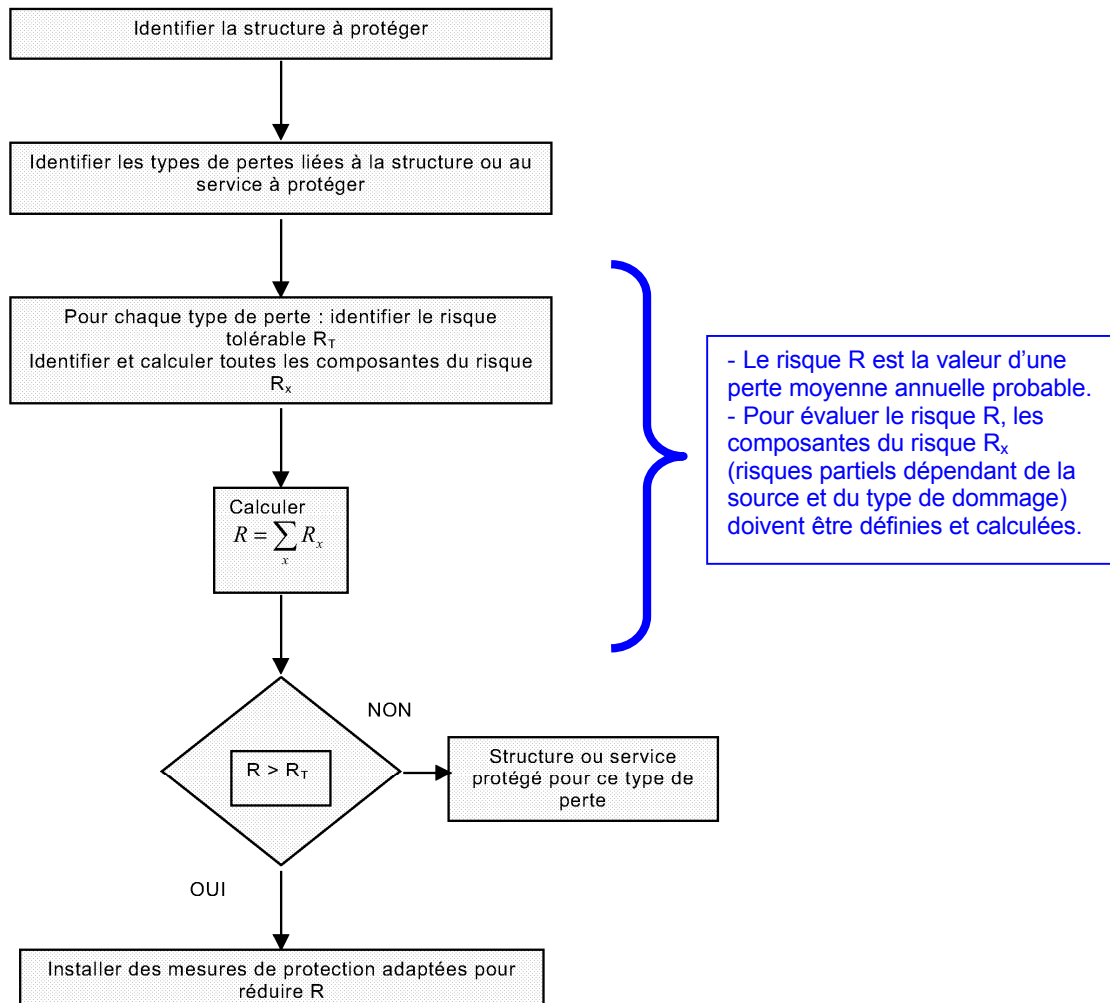 Identifier la structure à protéger
Identifier les types de pertes liées à la structure ou au
service à protéger
Pour chaque type de perte : identifier le risque
tolérable R_T
Identifier et calculer toutes les composantes du risque
R_x
- Le risque R est la valeur d’une
perte moyenne annuelle probable.
- Pour évaluer le risque R, les
composantes du risque R_x
(risques partiels dépendant de la
source et du type de dommage)
doivent être définies et calculées.
Calculer
R = ∑_x R_x
NON
R > R_T
Structure ou service
protégé pour ce type de
perte
OUI
Installer des mesures de protection adaptées pour
réduire R